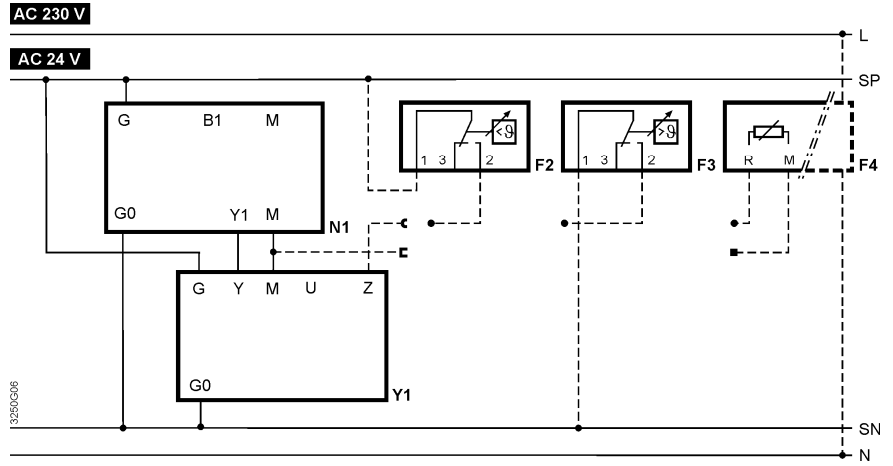 AC 230 V
L
AC 24 V
SP
G B1 M
G0 Y1 M
N1
<ϑ
1 3 2
F2
>ϑ
1 3 2
F3
R M
F4
G Y M U Z
G0
Y1
3250G06
SN
N